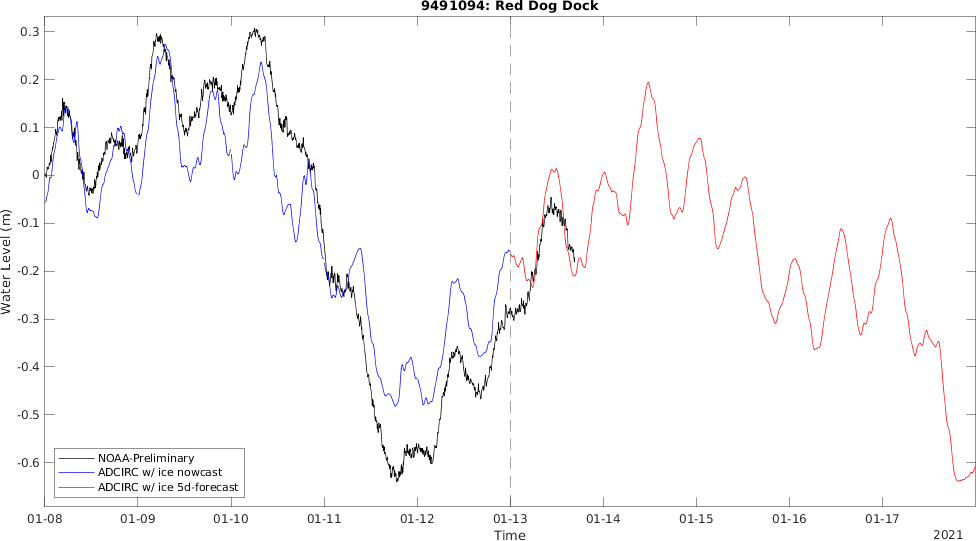 9491094: Red Dog Dock
0.3
0.2
0.1
0
-0.1
-0.2
-0.3
-0.4
-0.5
-0.6
Water Level (m)
NOAA-Preliminary
ADCIRC w/ ice nowcast
ADCIRC w/ ice 5d-forecast
01-08 01-09 01-10 01-11 01-12 01-13 01-14 01-15 01-16 01-17
Time
2021